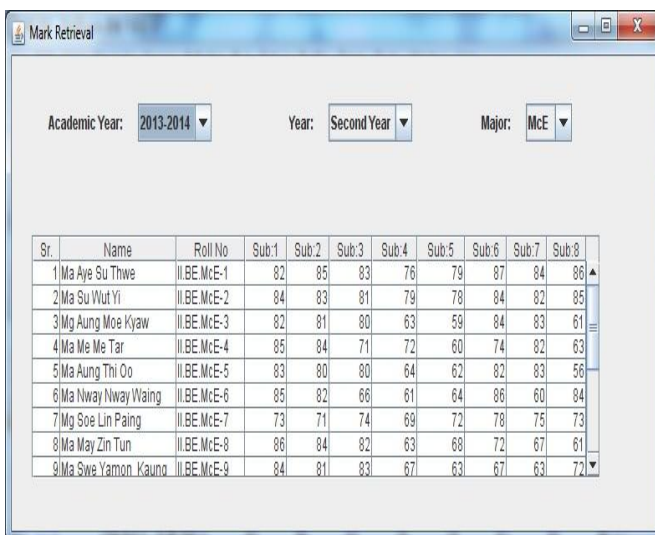 Mark Retrieval
Academic Year: 2013-2014 Year: Second Year Major: McE
Sr. Name Roll No Sub:1 Sub:2 Sub:3 Sub:4 Sub:5 Sub:6 Sub:7 Sub:8
1 Ma Aye Su Thwe II.BE.McE-1 82 85 83 76 79 87 84 86
2 Ma Su Wut Yi II.BE.McE-2 84 83 81 79 78 84 82 85
3 Mg Aung Moe Kyaw II.BE.McE-3 82 81 80 63 59 84 83 61
4 Ma Me Me Tar II.BE.McE-4 85 84 71 72 60 74 82 63
5 Ma Aung Thi Oo II.BE.McE-5 83 80 80 64 62 82 83 56
6 Ma Nway Nway Waing II.BE.McE-6 85 82 66 61 64 86 60 84
7 Mg Soe Lin Paing II.BE.McE-7 73 71 74 69 72 78 75 73
8 Ma May Zin Tun II.BE.McE-8 86 84 82 63 68 72 67 61
9 Ma Swe Yamon Kaung II.BE.McE-9 84 81 83 67 63 67 63 72